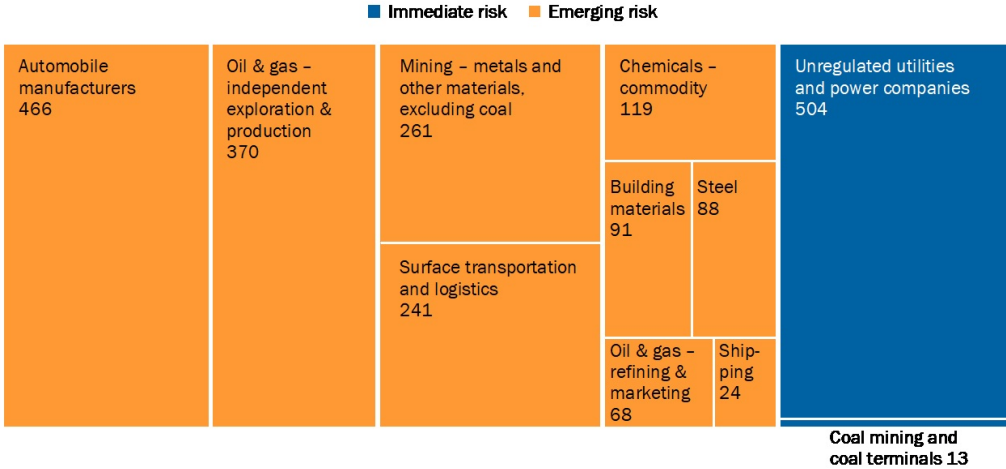 Immediate risk
Emerging risk
Automobile
manufacturers
466
Oil & gas –
independent
exploration &
production
370
Mining – metals and
other materials,
excluding coal
261
Surface transportation
and logistics
241
Chemicals –
commodity
119
Building
materials
91
Steel
88
Oil & gas –
refining &
marketing
68
Ship-
ping
24
Unregulated utilities
and power companies
504
Coal mining and
coal terminals 13